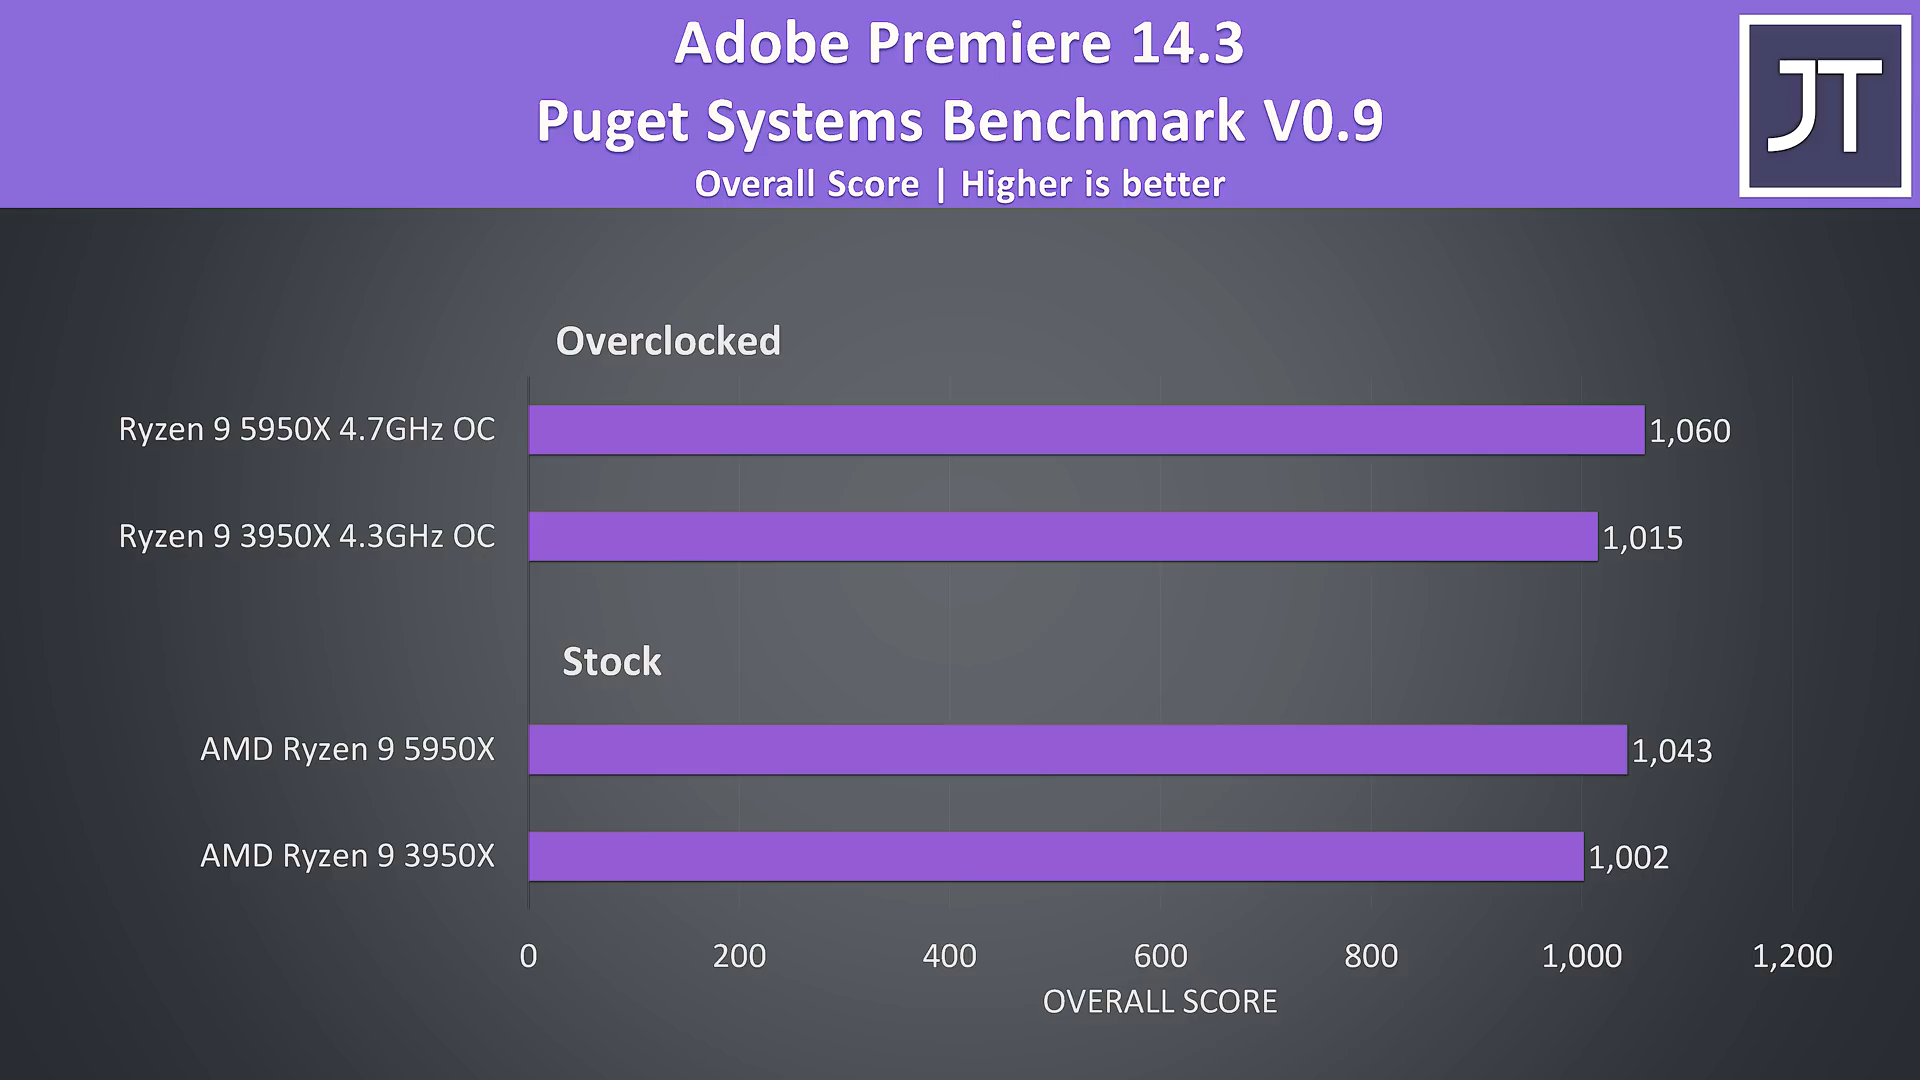 Adobe Premiere 14.3
Puget Systems Benchmark V0.9
Overall Score | Higher is better
JT
Overclocked
Ryzen 9 5950X 4.7GHz OC 1,060
Ryzen 9 3950X 4.3GHz OC 1,015
Stock
AMD Ryzen 9 5950X 1,043
AMD Ryzen 9 3950X 1,002
0 200 400 600 800 1,000 1,200
OVERALL SCORE